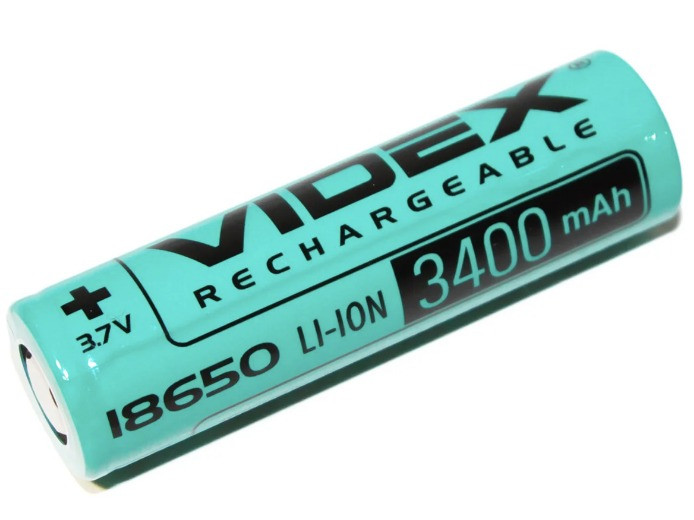 VIDEX®
RECHARGEABLE
+
3.7V
18650 LI-ION 3400 mAh